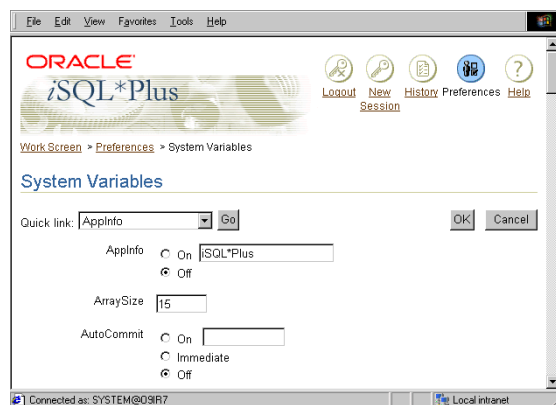 File Edit View Favorites Tools Help
ORACLE
iSQL*Plus
Logout New Session History Preferences Help
Work Screen > Preferences > System Variables
System Variables
Quick link: AppInfo Go OK Cancel
AppInfo On iSQL*Plus
Off
ArraySize 15
AutoCommit On
Immediate
Off
Connected as: SYSTEM@O9IR7 Local intranet